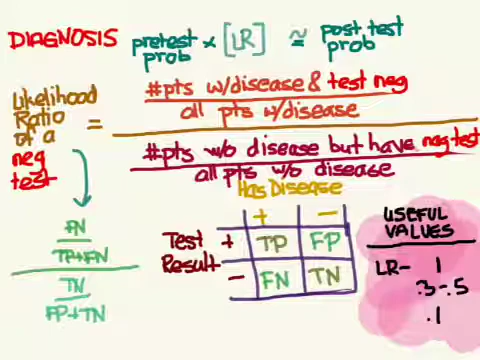 DIAGNOSIS
pretest prob x [LR] ≅ post test prob
Likelihood Ratio of a neg test =
#pts w/disease & test neg
all pts w/disease
#pts w/o disease but have neg test
all pts w/o disease
FN
TP+FN
TN
FP+TN
Has Disease
+ −
Test Result
+ TP FP
− FN TN
USEFUL VALUES
LR- 1
.3-.5
.1